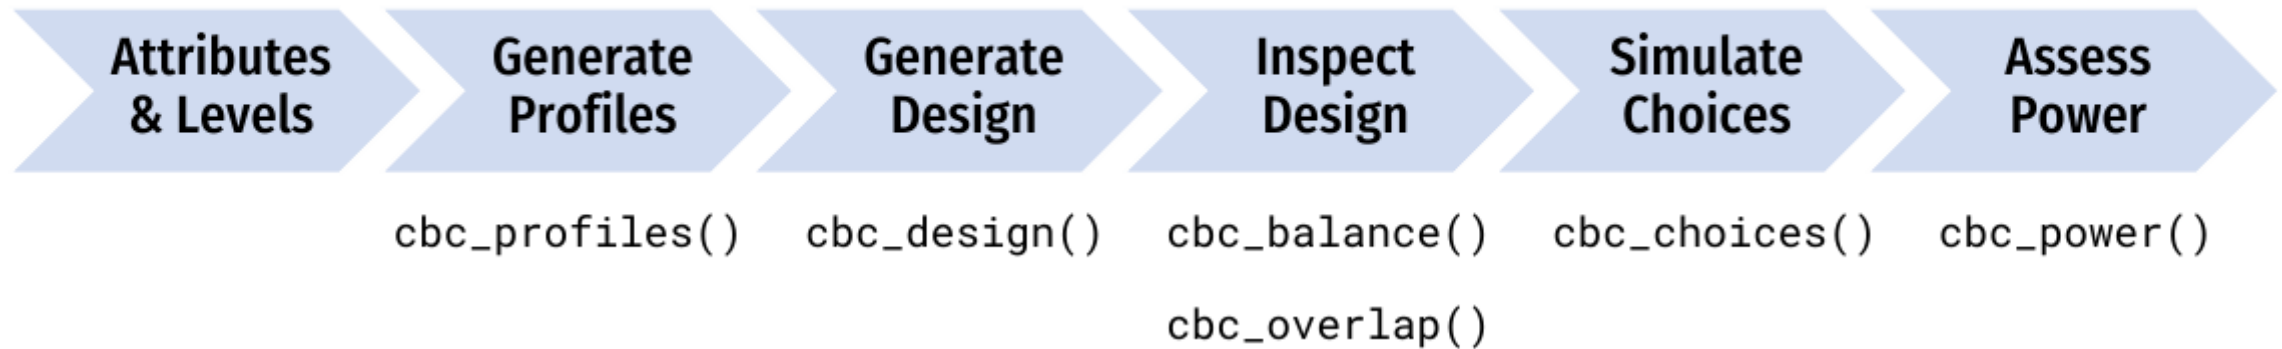 Attributes
& Levels
Generate
Profiles
Generate
Design
Inspect
Design
Simulate
Choices
Assess
Power
cbc_profiles()
cbc_design()
cbc_balance()
cbc_choices()
cbc_power()
cbc_overlap()